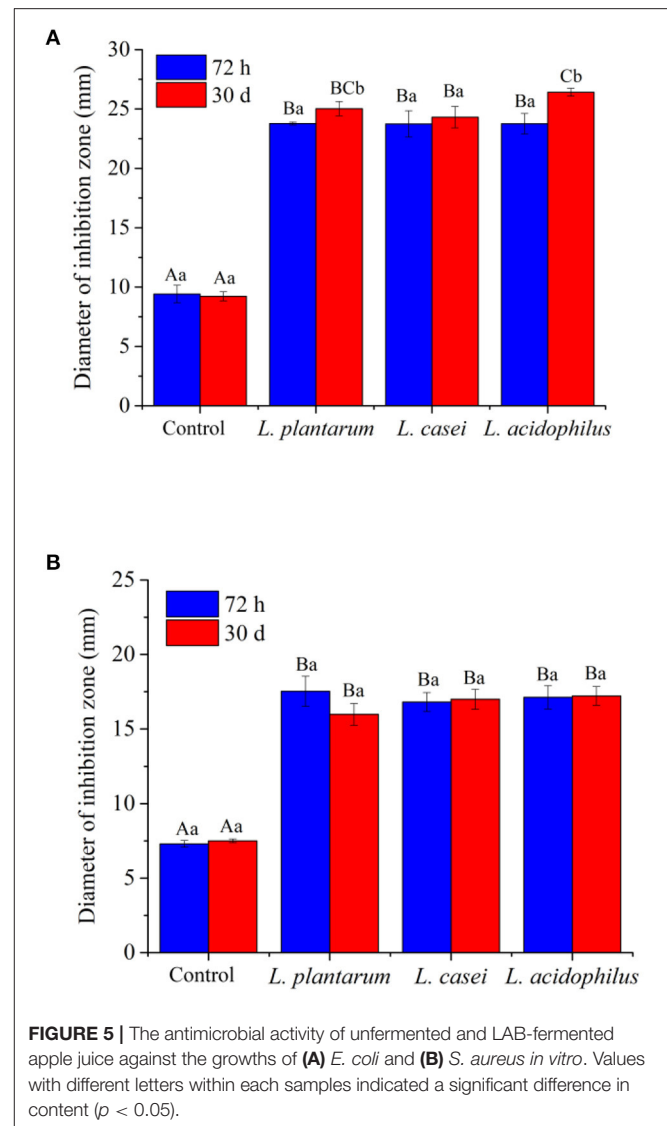 A
30
25
20
15
10
5
0
Diameter of inhibition zone (mm)
72 h
30 d
Aa Aa Ba BCb Ba Ba Ba Cb
Control L. plantarum L. casei L. acidophilus
B
25
20
15
10
5
0
Diameter of inhibition zone (mm)
72 h
30 d
Aa Aa Ba Ba Ba Ba Ba Ba
Control L. plantarum L. casei L. acidophilus
FIGURE 5 | The antimicrobial activity of unfermented and LAB-fermented
apple juice against the growths of (A) E. coli and (B) S. aureus in vitro. Values
with different letters within each samples indicated a significant difference in
content (p < 0.05).